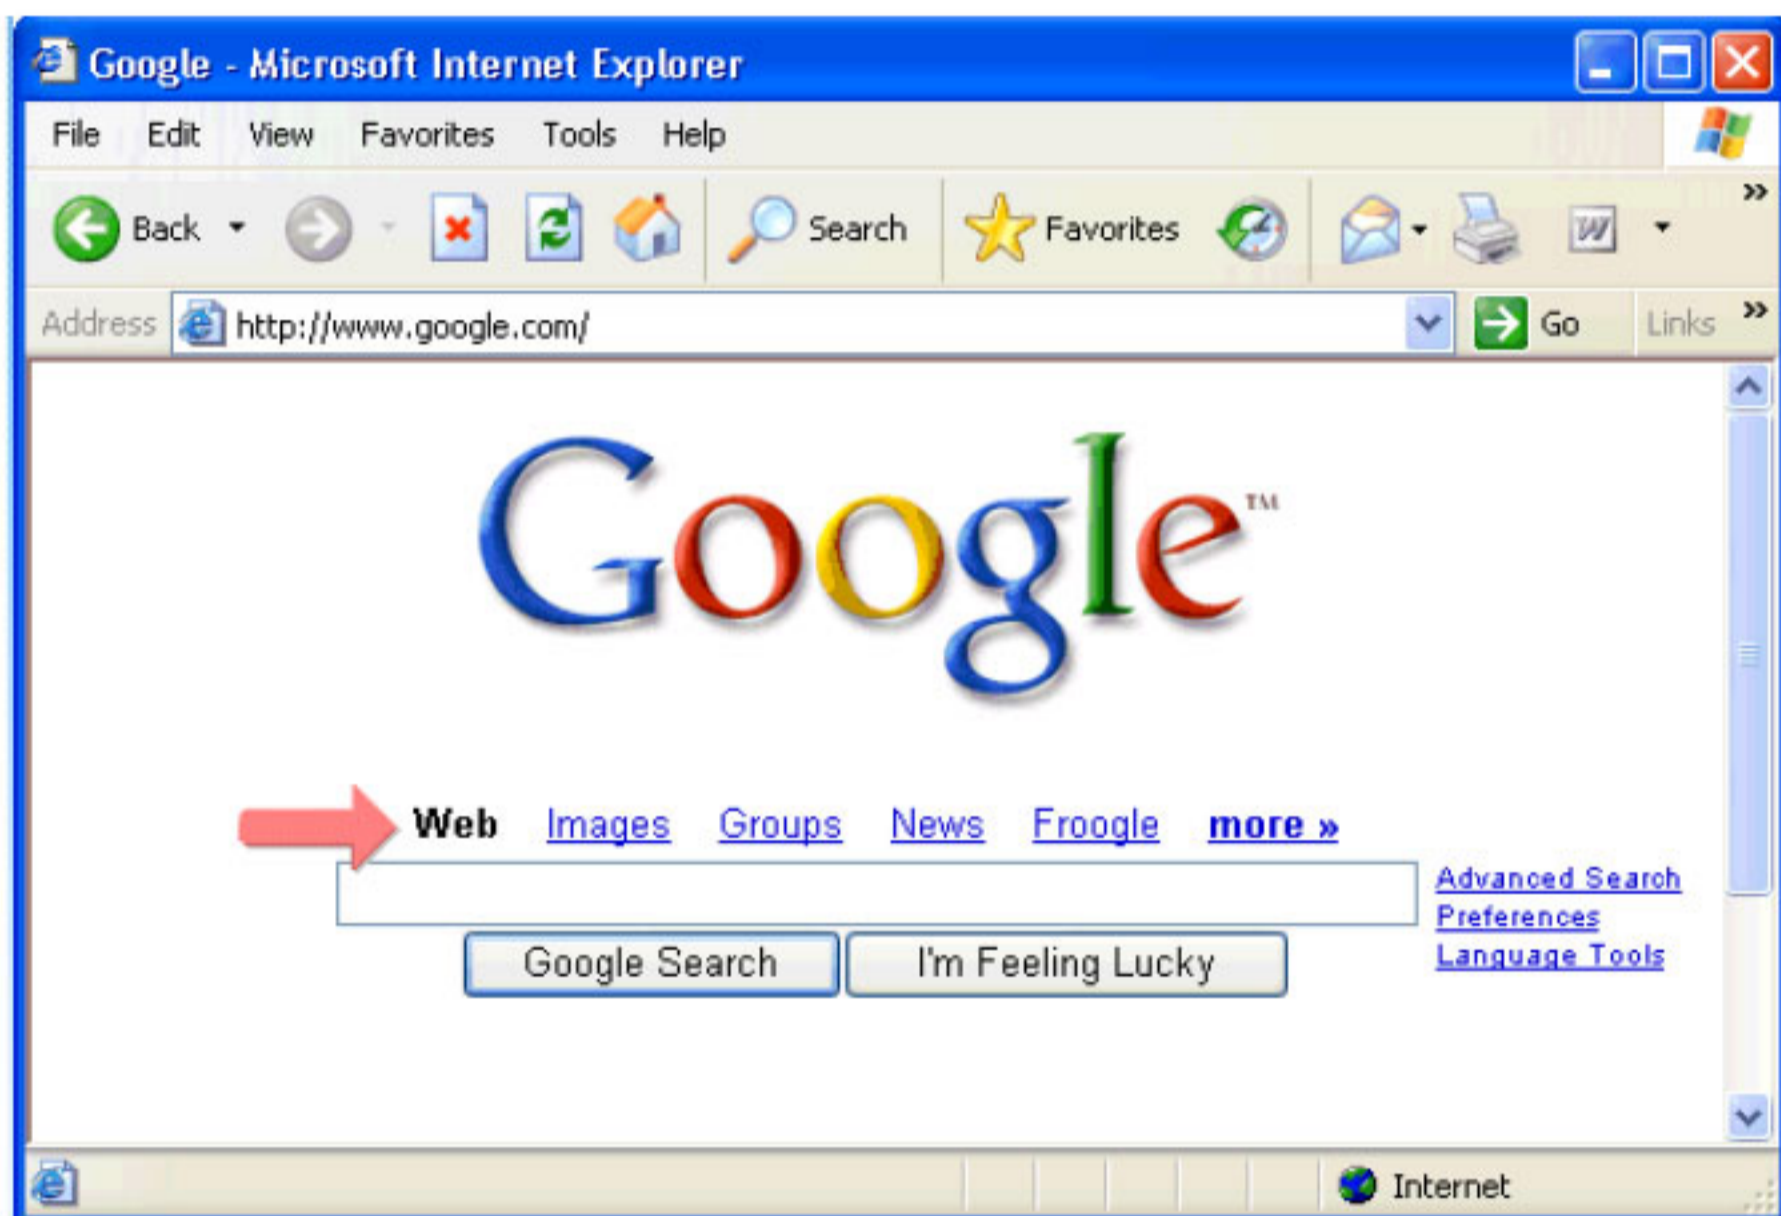 Google - Microsoft Internet Explorer
File Edit View Favorites Tools Help
Back Search Favorites W »
Address http://www.google.com/ Go Links »
Google™
Web Images Groups News Froogle more »
Advanced Search
Preferences
Google Search I'm Feeling Lucky Language Tools
Internet